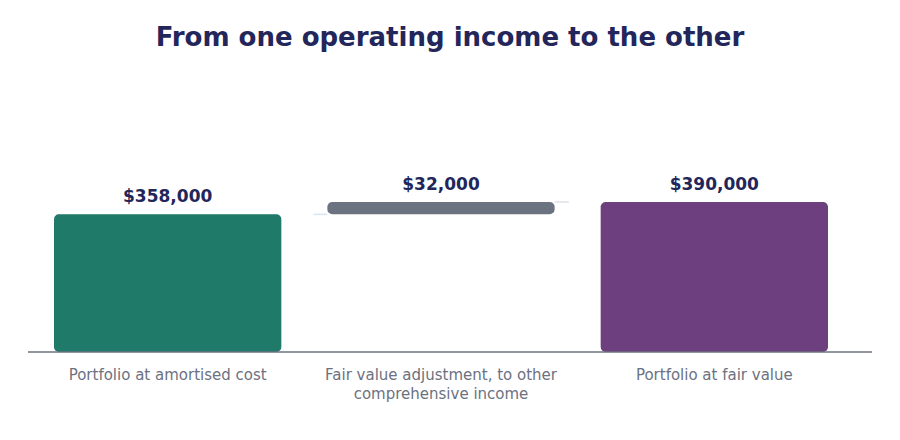 From one operating income to the other
$358,000
$32,000
$390,000
Portfolio at amortised cost
Fair value adjustment, to other
comprehensive income
Portfolio at fair value